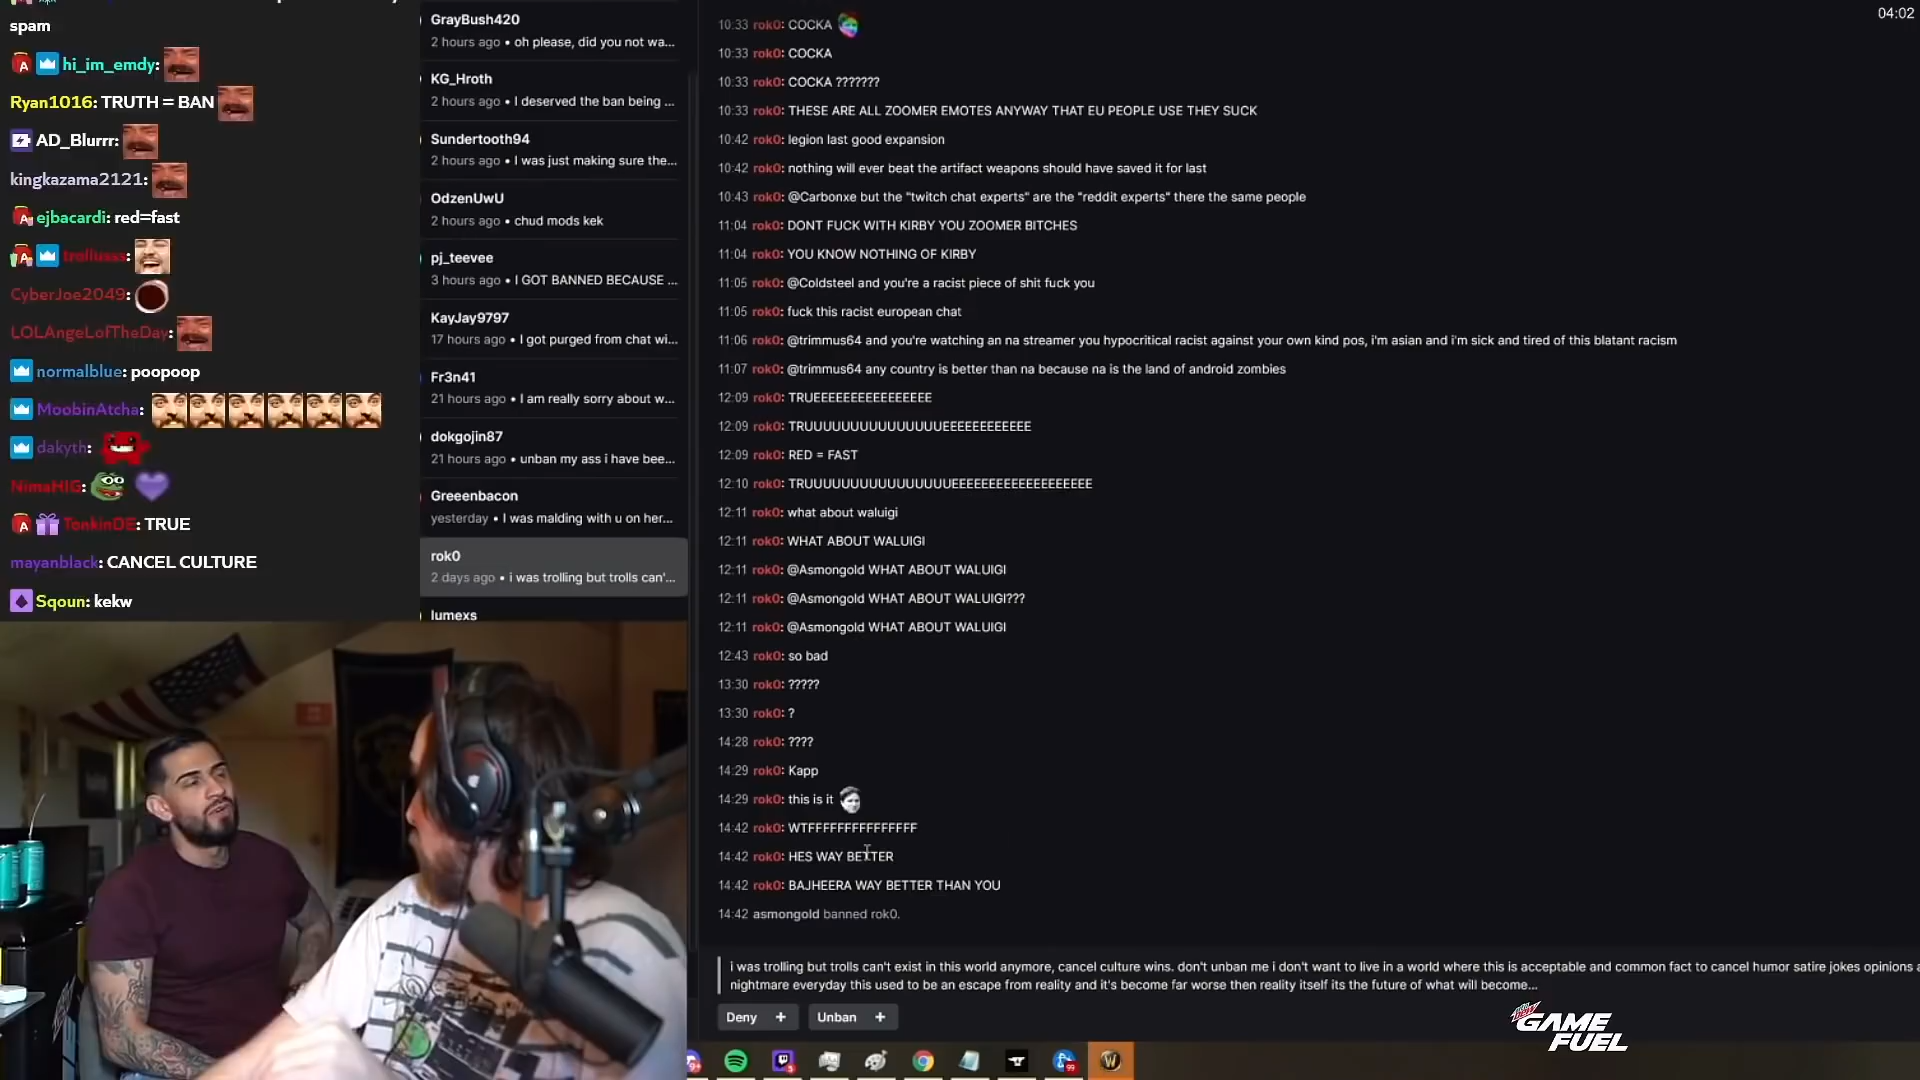 spam
hi_im_emdy:
Ryan1016: TRUTH = BAN
AD_Blurrr:
kingkazama2121:
ejbacardi: red=fast
trolluxss:
CyberJoe2049:
LOLAngeLofTheDay:
normalblue: poopoop
MoobinAtcha:
dakyth:
NimaHIG:
TonkinDE: TRUE
mayanblack: CANCEL CULTURE
Sqoun: kekw
GrayBush420
2 hours ago • oh please, did you not wa...
KG_Hroth
2 hours ago • I deserved the ban being ...
Sundertooth94
2 hours ago • I was just making sure the...
OdzenUwU
2 hours ago • chud mods kek
pj_teevee
3 hours ago • I GOT BANNED BECAUSE ...
KayJay9797
17 hours ago • I got purged from chat wi...
Fr3n41
21 hours ago • I am really sorry about w...
dokgojin87
21 hours ago • unban my ass i have bee...
Greeenbacon
yesterday • I was malding with u on her...
rok0
2 days ago • i was trolling but trolls can'...
lumexs
04:02
10:33 rok0: COCKA
10:33 rok0: COCKA
10:33 rok0: COCKA ???????
10:33 rok0: THESE ARE ALL ZOOMER EMOTES ANYWAY THAT EU PEOPLE USE THEY SUCK
10:42 rok0: legion last good expansion
10:42 rok0: nothing will ever beat the artifact weapons should have saved it for last
10:43 rok0: @Carbonxe but the "twitch chat experts" are the "reddit experts" there the same people
11:04 rok0: DONT FUCK WITH KIRBY YOU ZOOMER BITCHES
11:04 rok0: YOU KNOW NOTHING OF KIRBY
11:05 rok0: @Coldsteel and you're a racist piece of shit fuck you
11:05 rok0: fuck this racist european chat
11:06 rok0: @trimmus64 and you're watching an na streamer you hypocritical racist against your own kind pos, i'm asian and i'm sick and tired of this blatant racism
11:07 rok0: @trimmus64 any country is better than na because na is the land of android zombies
12:09 rok0: TRUEEEEEEEEEEEEEEEE
12:09 rok0: TRUUUUUUUUUUUUUUUUEEEEEEEEEEEE
12:09 rok0: RED = FAST
12:10 rok0: TRUUUUUUUUUUUUUUUUUEEEEEEEEEEEEEEEEEEEE
12:11 rok0: what about waluigi
12:11 rok0: WHAT ABOUT WALUIGI
12:11 rok0: @Asmongold WHAT ABOUT WALUIGI
12:11 rok0: @Asmongold WHAT ABOUT WALUIGI???
12:11 rok0: @Asmongold WHAT ABOUT WALUIGI
12:43 rok0: so bad
13:30 rok0: ?????
13:30 rok0: ?
14:28 rok0: ????
14:29 rok0: Kapp
14:29 rok0: this is it
14:42 rok0: WTFFFFFFFFFFFFFFF
14:42 rok0: HES WAY BETTER
14:42 rok0: BAJHEERA WAY BETTER THAN YOU
14:42 asmongold banned rok0.
i was trolling but trolls can't exist in this world anymore, cancel culture wins. don't unban me i don't want to live in a world where this is acceptable and common fact to cancel humor satire jokes opinions a
nightmare everyday this used to be an escape from reality and it's become far worse then reality itself its the future of what will become...
Deny +
Unban +
GAME
FUEL